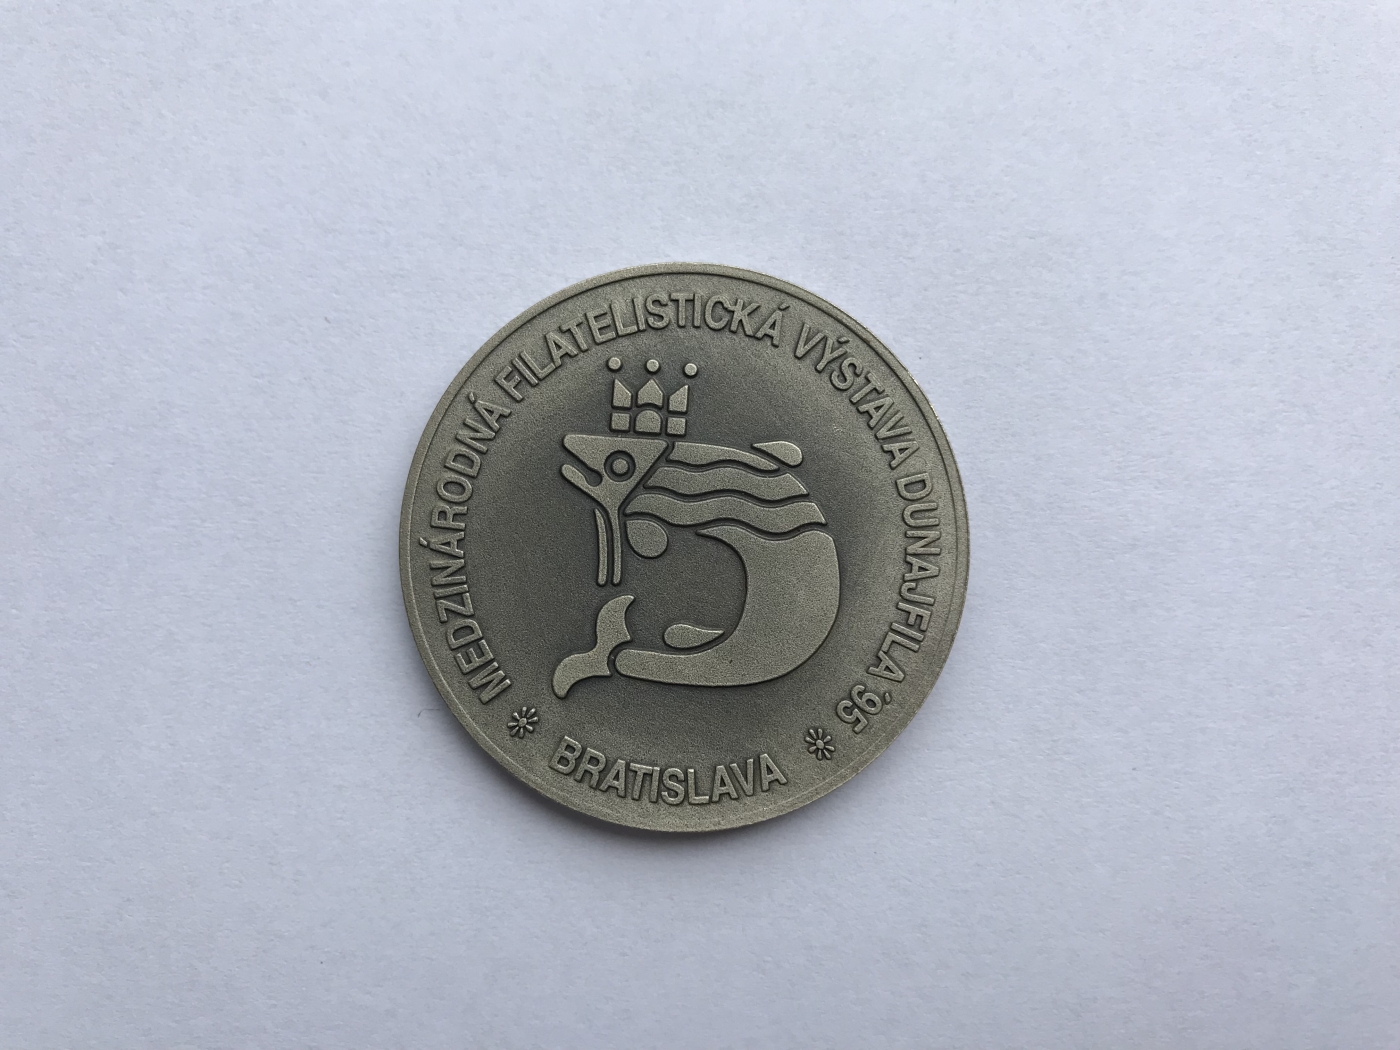 MEDZINÁRODNÁ FILATELISTICKÁ VÝSTAVA DUNAJFILA '95
* BRATISLAVA *